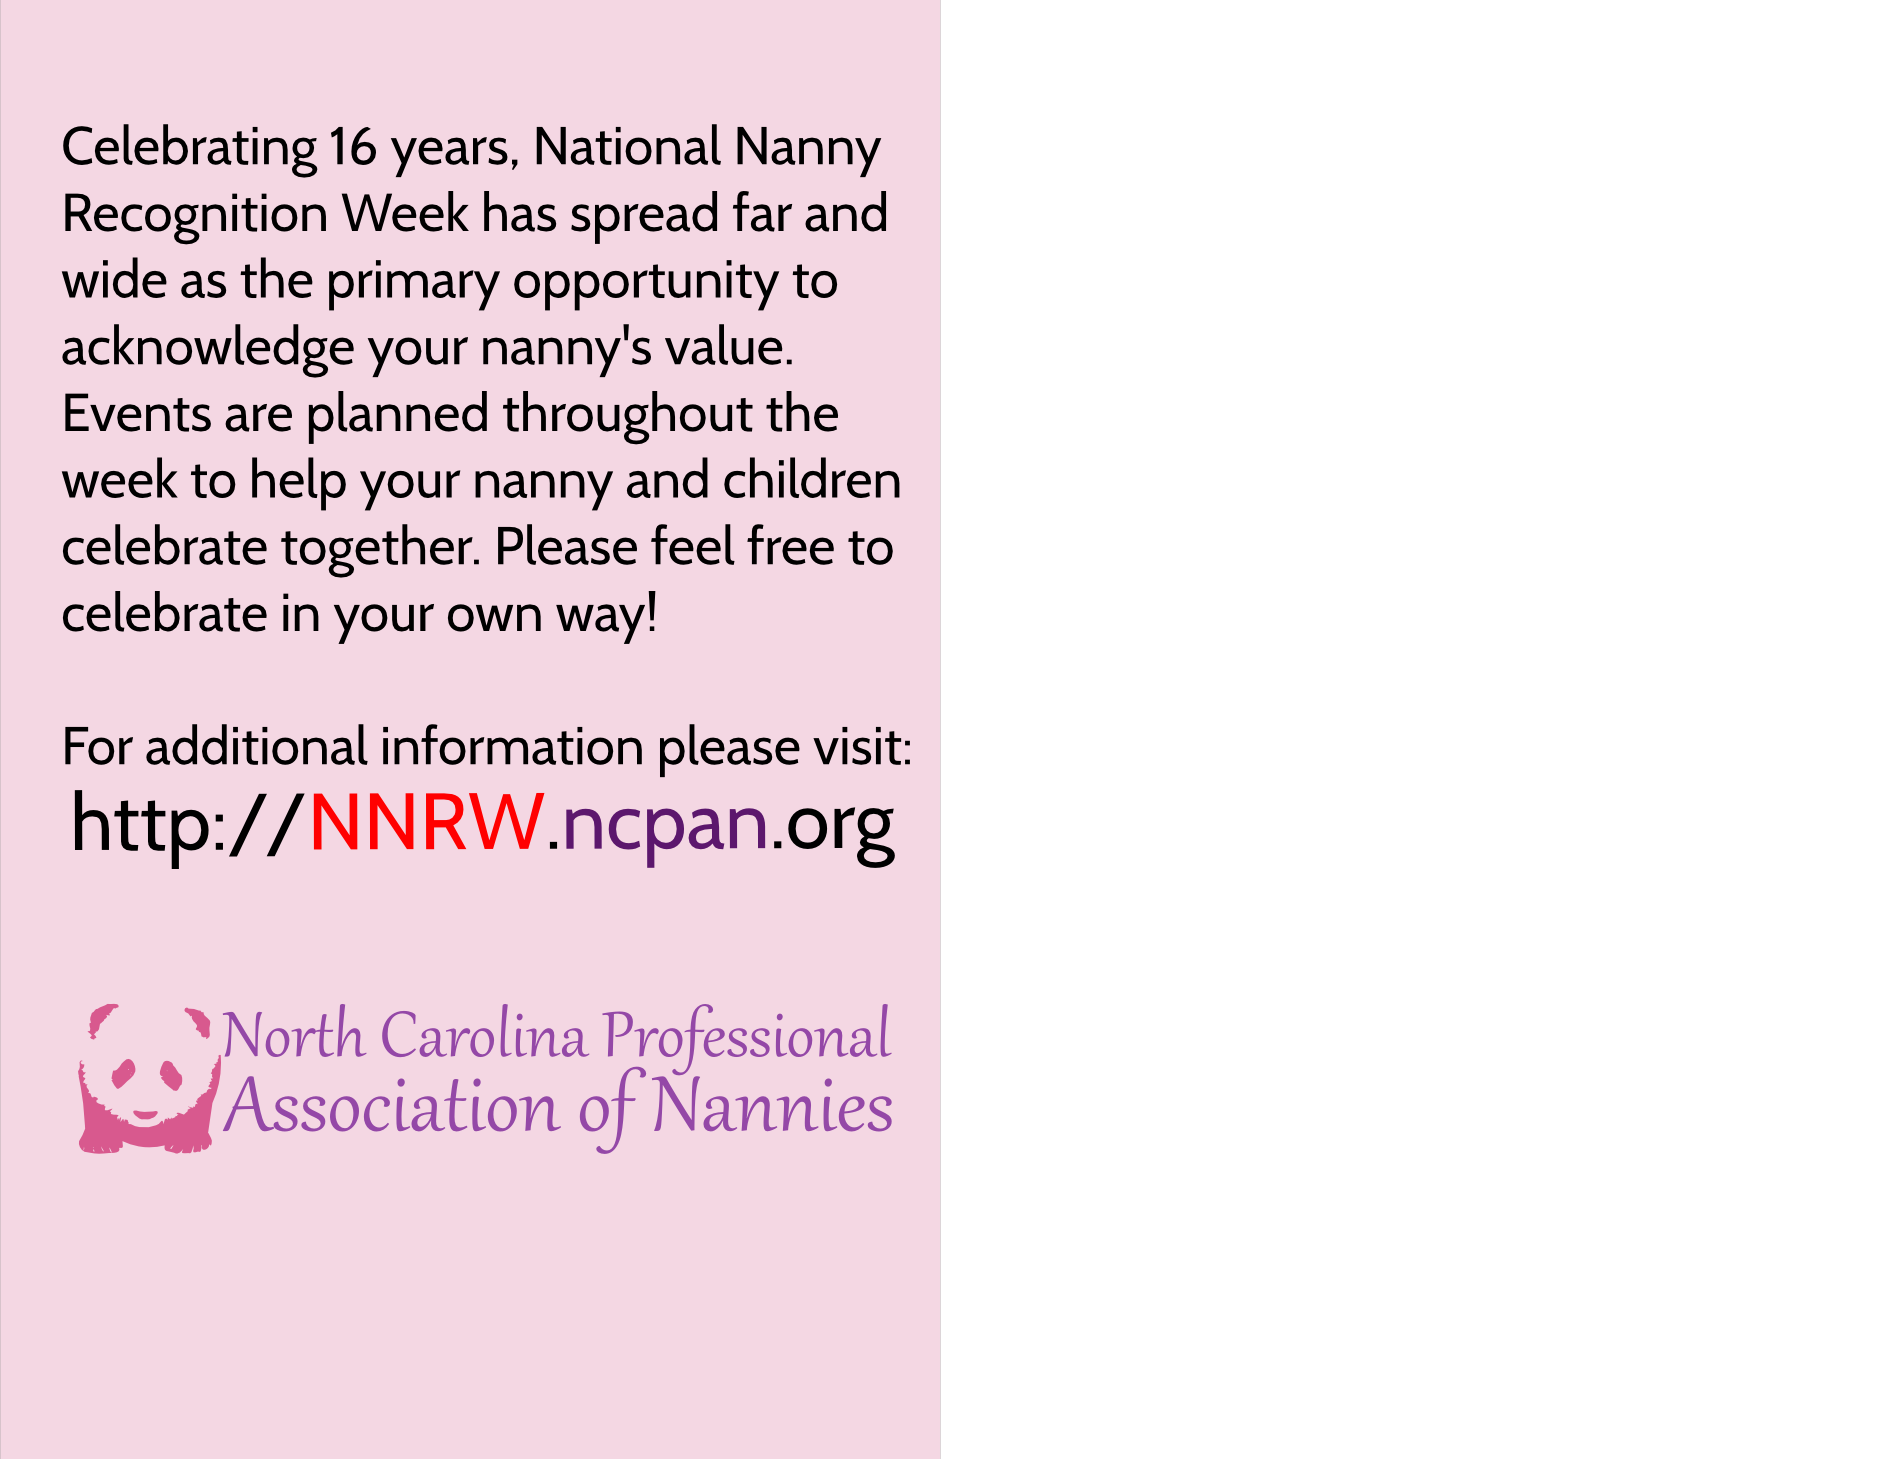 Celebrating 16 years, National Nanny
Recognition Week has spread far and
wide as the primary opportunity to
acknowledge your nanny's value.
Events are planned throughout the
week to help your nanny and children
celebrate together. Please feel free to
celebrate in your own way!
For additional information please visit:
http://NNRW.ncpan.org
North Carolina Professional
Association of Nannies